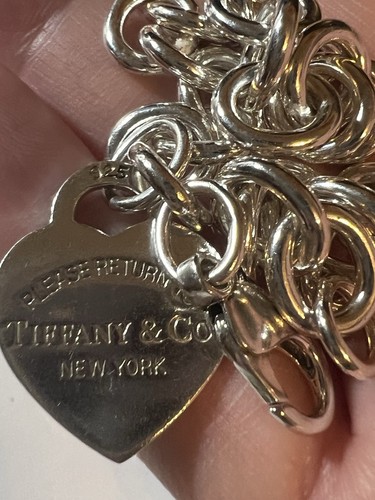 925
PLEASE RETURN
TIFFANY & Co
NEW YORK